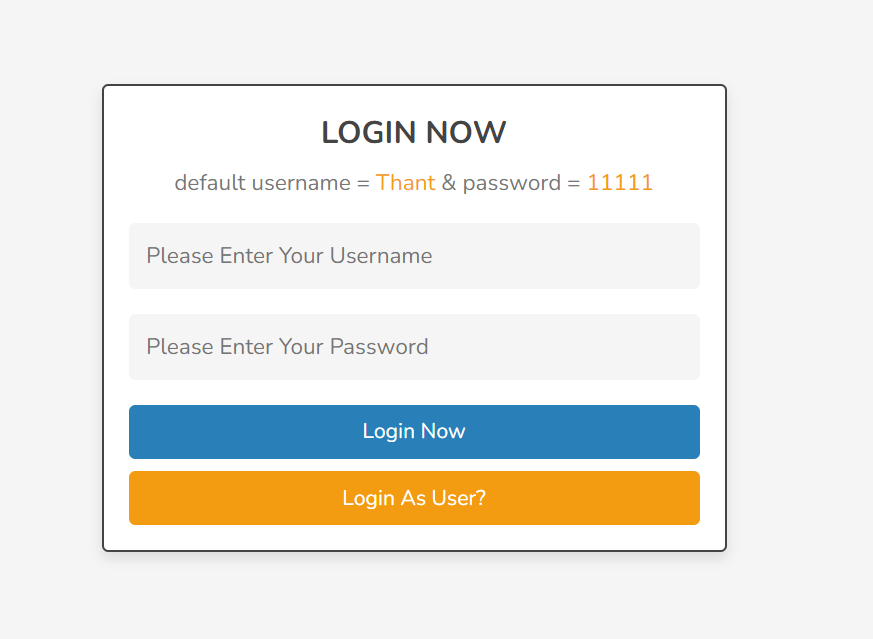 LOGIN NOW
default username = Thant & password = 11111
Please Enter Your Username
Please Enter Your Password
Login Now
Login As User?